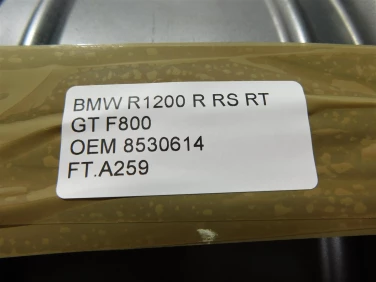 BMW R1200 R RS RT
GT F800
OEM 8530614
FT.A259